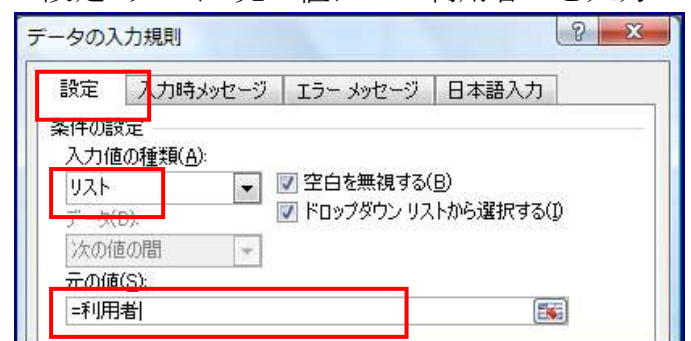 データの入力規則
設定 入力時メッセージ エラー メッセージ 日本語入力
条件の設定
入力値の種類(A):
リスト 空白を無視する(B)
データ(D): ドロップダウン リストから選択する(I)
次の値の間
元の値(S):
=利用者